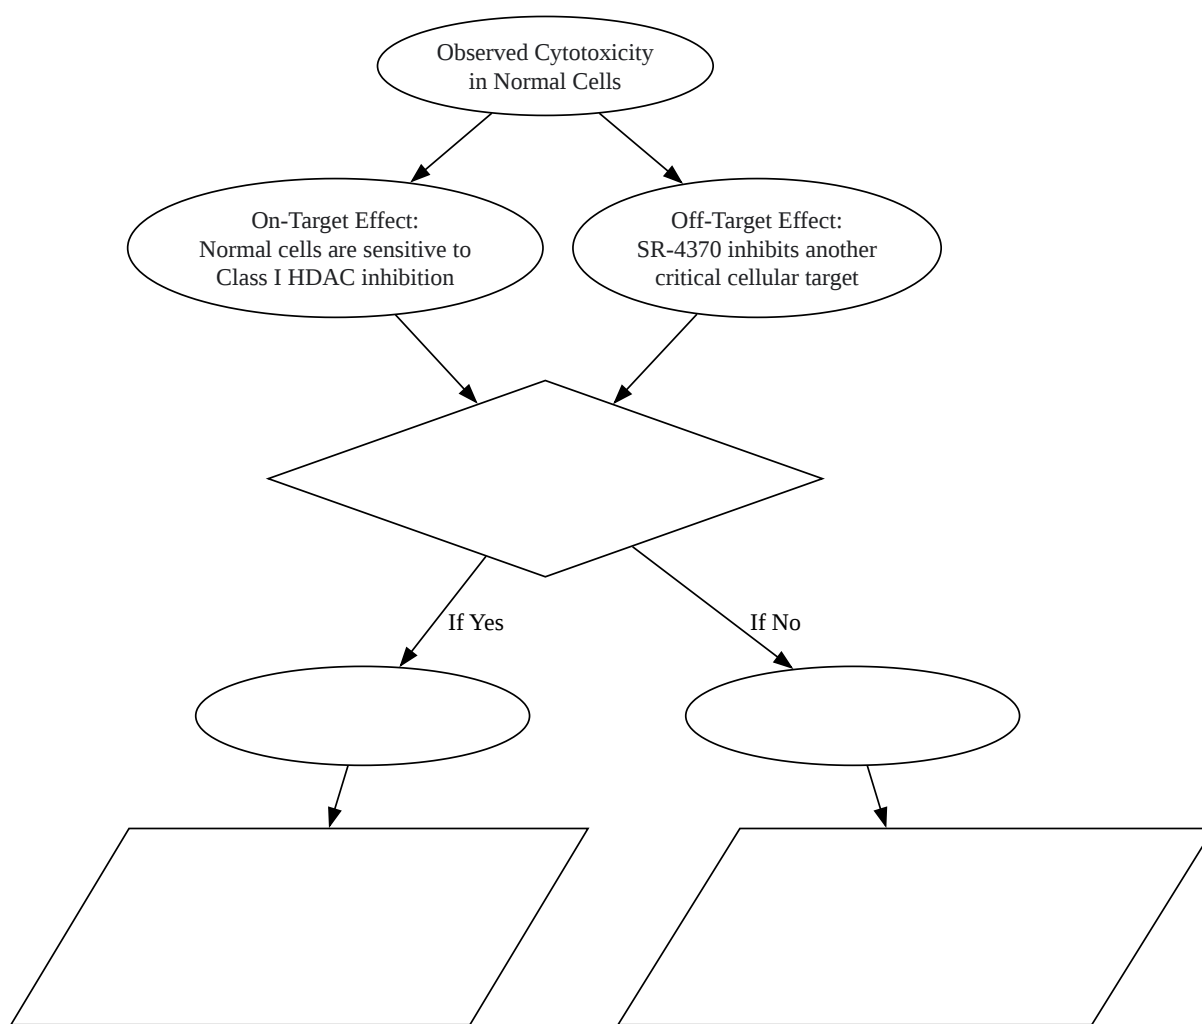 Observed Cytotoxicity
in Normal Cells
On-Target Effect:
Normal cells are sensitive to
Class I HDAC inhibition
Off-Target Effect:
SR-4370 inhibits another
critical cellular target
If Yes
If No